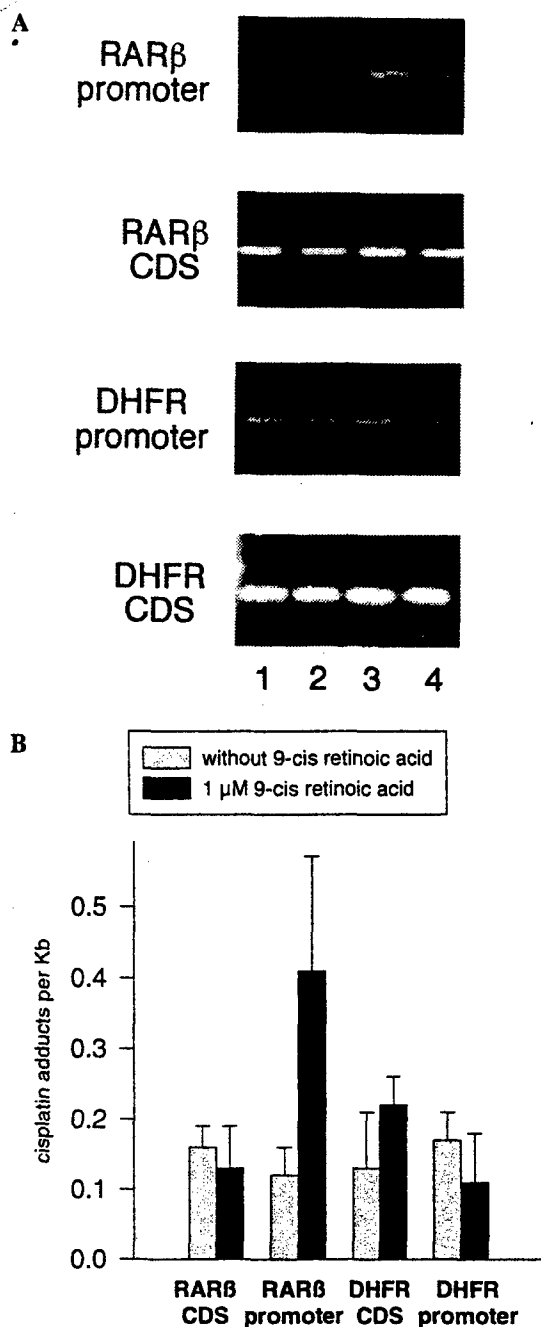 A
RARβ
promoter
RARβ
CDS
DHFR
promoter
DHFR
CDS
1 2 3 4
B
without 9-cis retinoic acid
1 µM 9-cis retinoic acid
cisplatin adducts per Kb
0.5
0.4
0.3
0.2
0.1
0.0
RARβ RARβ DHFR DHFR
CDS promoter CDS promoter